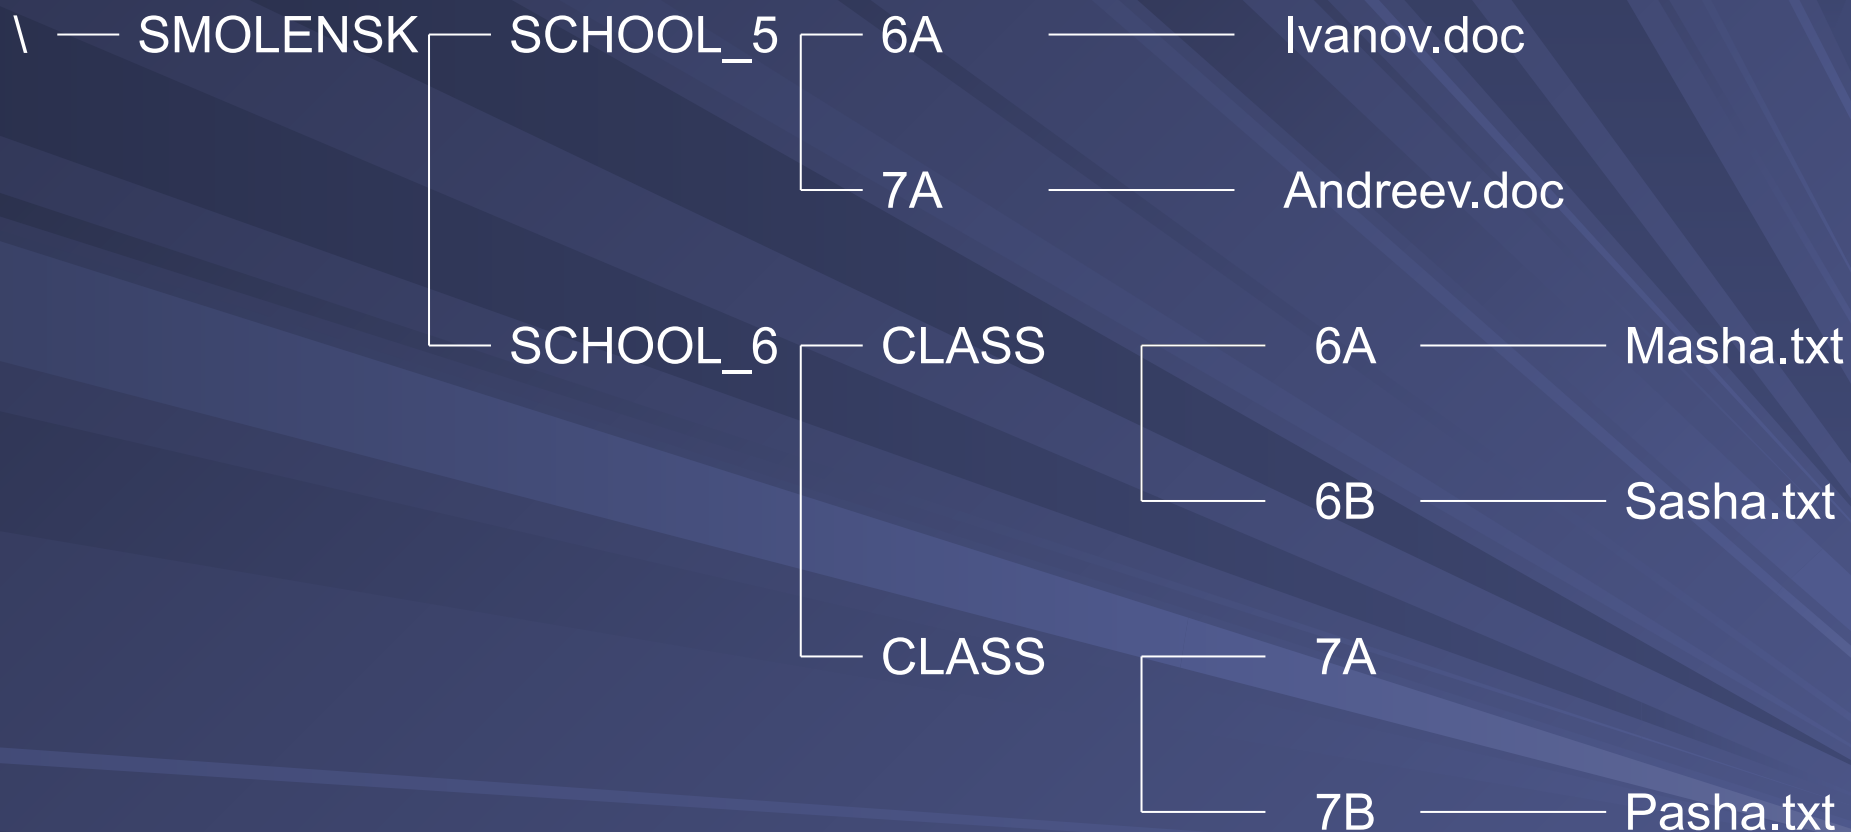 \ SMOLENSK SCHOOL_5 6A Ivanov.doc
7A Andreev.doc
SCHOOL_6 CLASS 6A Masha.txt
6B Sasha.txt
CLASS 7A
7B Pasha.txt